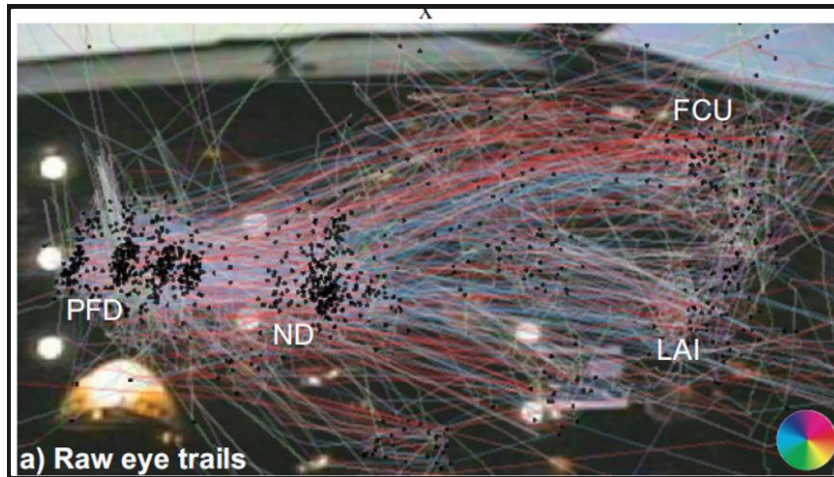 X
FCU
PFD
ND
LAI
a) Raw eye trails